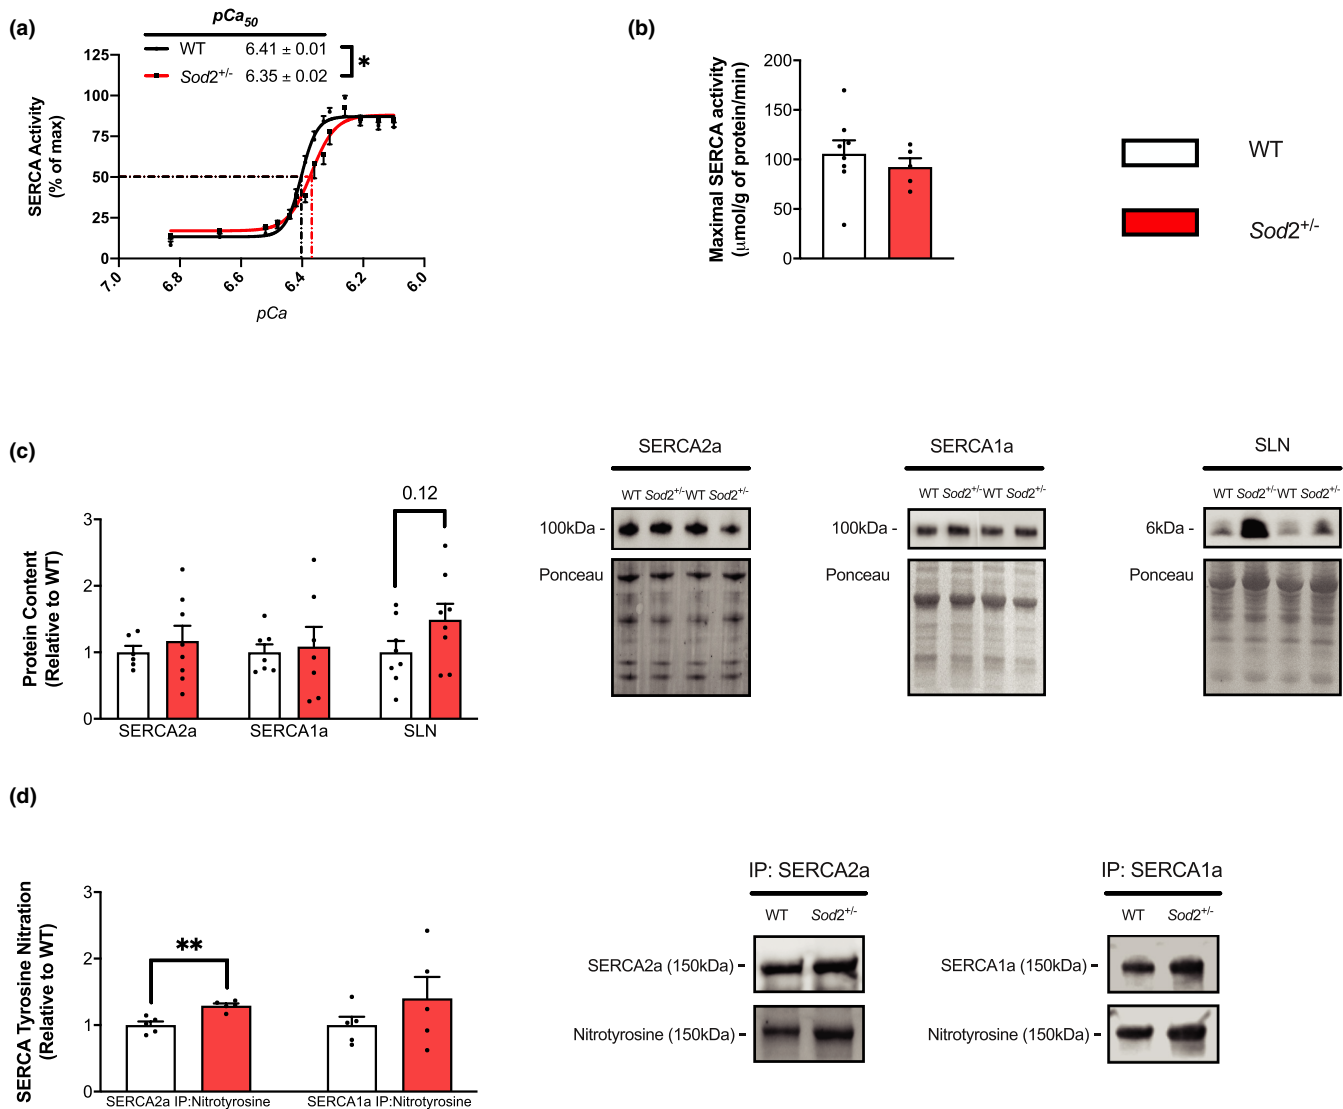 (a)
pCa50
WT 6.41 ± 0.01
Sod2+/- 6.35 ± 0.02
*
SERCA Activity
(% of max)
125
100
75
50
25
0
7.0 6.8 6.6 6.4 6.2 6.0
pCa
(b)
Maximal SERCA activity
(μmol/g of protein/min)
200
150
100
50
0
WT
Sod2+/-
(c)
Protein Content
(Relative to WT)
3
2
1
0
0.12
SERCA2a SERCA1a SLN
SERCA2a
WT Sod2+/- WT Sod2+/-
100kDa -
Ponceau
SERCA1a
WT Sod2+/- WT Sod2+/-
100kDa -
Ponceau
SLN
WT Sod2+/- WT Sod2+/-
6kDa -
Ponceau
(d)
SERCA Tyrosine Nitration
(Relative to WT)
3
2
1
0
**
SERCA2a IP:Nitrotyrosine SERCA1a IP:Nitrotyrosine
IP: SERCA2a
WT Sod2+/-
SERCA2a (150kDa) -
Nitrotyrosine (150kDa) -
IP: SERCA1a
WT Sod2+/-
SERCA1a (150kDa) -
Nitrotyrosine (150kDa) -